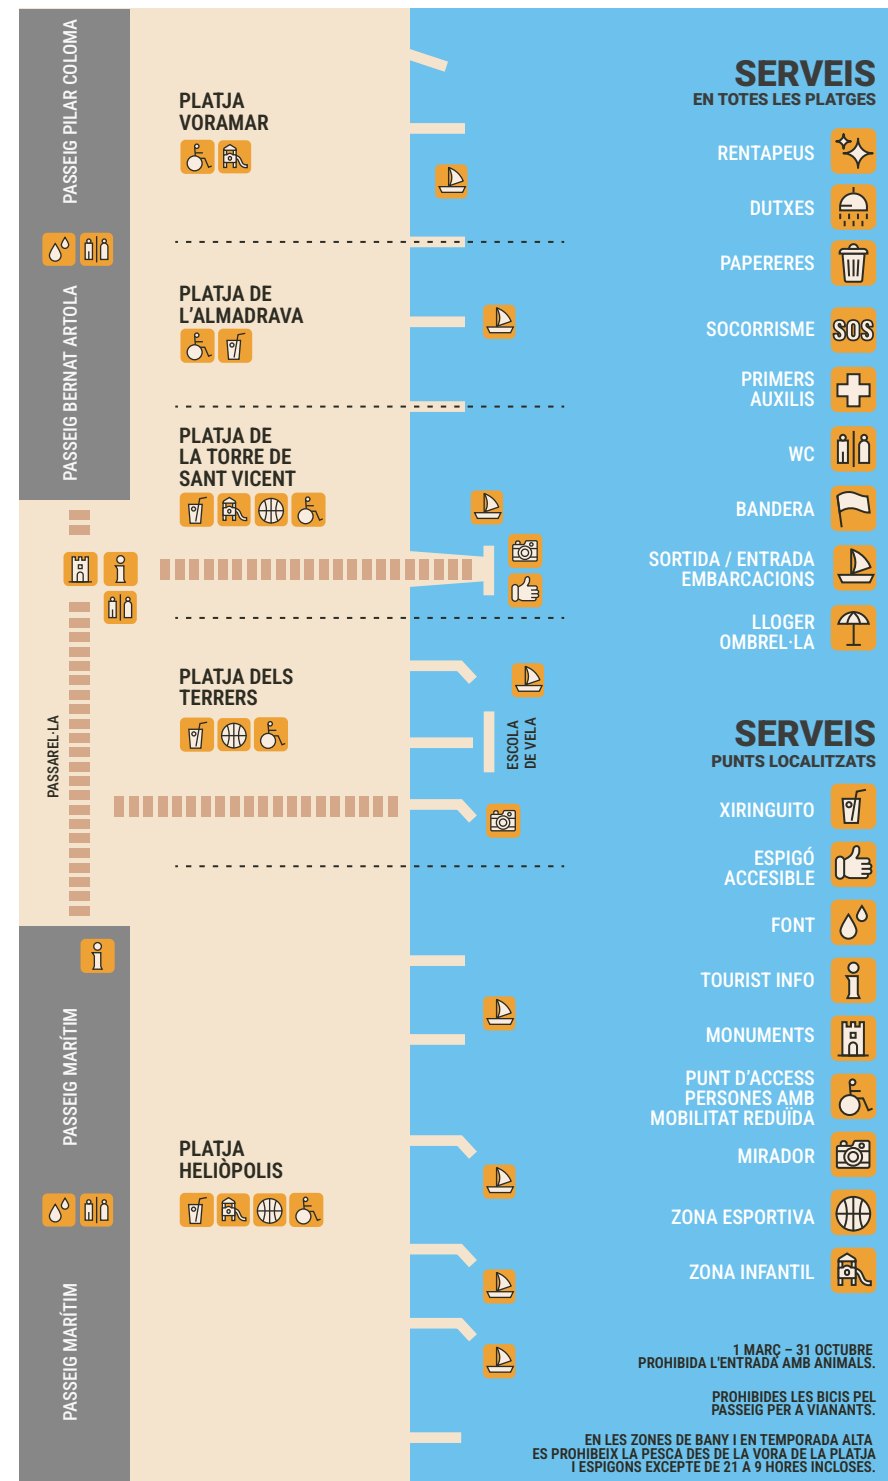 PASSEIG PILAR COLOMA
PASSEIG BERNAT ARTOLA
PASSAREL·LA
PASSEIG MARÍTIM
PASSEIG MARÍTIM
PLATJA
VORAMAR
PLATJA DE
L'ALMADRAVA
PLATJA DE
LA TORRE DE
SANT VICENT
PLATJA DELS
TERRERS
ESCOLA
DE VELA
PLATJA
HELIÒPOLIS
SERVEIS
EN TOTES LES PLATGES
RENTAPEUS
DUTXES
PAPERERES
SOCORRISME
SOS
PRIMERS
AUXILIS
WC
BANDERA
SORTIDA / ENTRADA
EMBARCACIONS
LLOGER
OMBREL·LA
SERVEIS
PUNTS LOCALITZATS
XIRINGUITO
ESPIGÓ
ACCESIBLE
FONT
TOURIST INFO
MONUMENTS
PUNT D'ACCESS
PERSONES AMB
MOBILITAT REDUÏDA
MIRADOR
ZONA ESPORTIVA
ZONA INFANTIL
1 MARÇ – 31 OCTUBRE
PROHIBIDA L'ENTRADA AMB ANIMALS.
PROHIBIDES LES BICIS PEL
PASSEIG PER A VIANANTS.
EN LES ZONES DE BANY I EN TEMPORADA ALTA
ES PROHIBEIX LA PESCA DES DE LA VORA DE LA PLATJA
I ESPIGONS EXCEPTE DE 21 A 9 HORES INCLOSES.